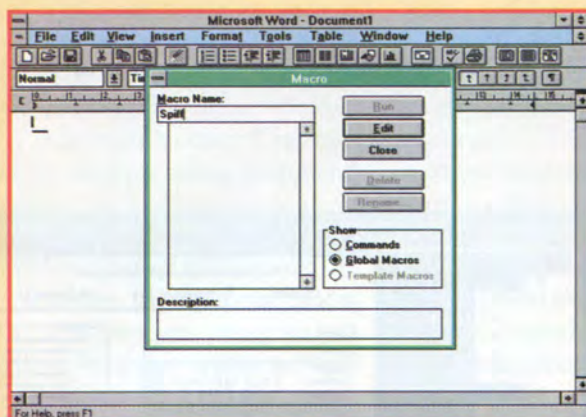 Microsoft Word - Document1
File Edit View Insert Format Tools Table Window Help
Normal
Macro
Macro Name:
Spiff
Run
Edit
Close
Delete
Rename...
Show
Commands
Global Macros
Template Macros
Description:
For Help, press F1